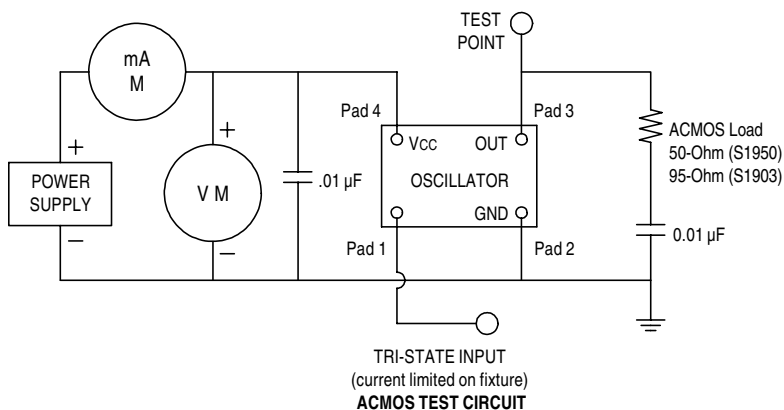 TEST
POINT
mA
M
Pad 4
Pad 3
+
+
VCC
OUT
ACMOS Load
50-Ohm (S1950)
95-Ohm (S1903)
POWER
SUPPLY
V M
.01 µF
OSCILLATOR
GND
–
–
Pad 1
Pad 2
0.01 µF
TRI-STATE INPUT
(current limited on fixture)
ACMOS TEST CIRCUIT